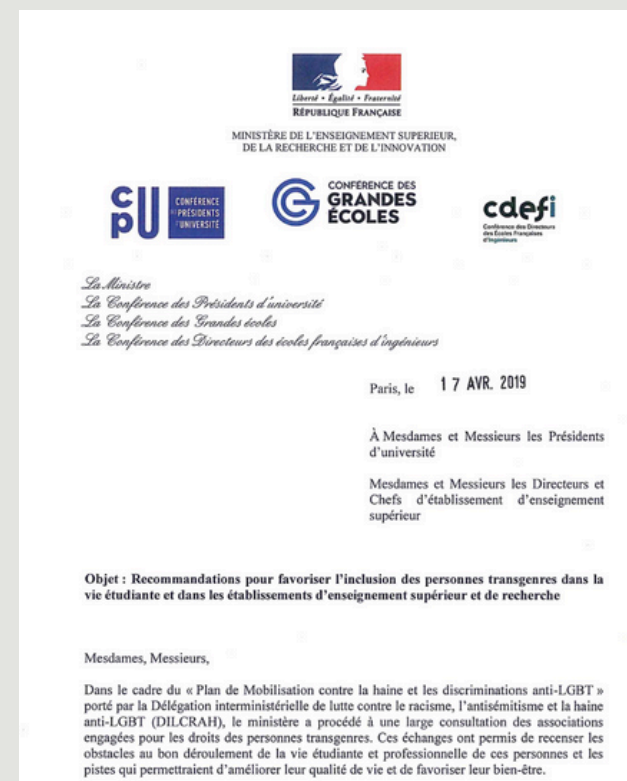 Liberté • Égalité • Fraternité
RÉPUBLIQUE FRANÇAISE
MINISTÈRE DE L'ENSEIGNEMENT SUPERIEUR,
DE LA RECHERCHE ET DE L'INNOVATION
CPU
CONFÉRENCE
DES PRÉSIDENTS
D'UNIVERSITÉ
CONFÉRENCE DES
GRANDES
ÉCOLES
cdefi
Conférence des Directeurs
des Écoles Françaises
d'Ingénieurs
La Ministre
La Conférence des Présidents d'université
La Conférence des Grandes écoles
La Conférence des Directeurs des écoles françaises d'ingénieurs
Paris, le 17 AVR. 2019
À Mesdames et Messieurs les Présidents
d'université
Mesdames et Messieurs les Directeurs et
Chefs d'établissement d'enseignement
supérieur
Objet : Recommandations pour favoriser l'inclusion des personnes transgenres dans la
vie étudiante et dans les établissements d'enseignement supérieur et de recherche
Mesdames, Messieurs,
Dans le cadre du « Plan de Mobilisation contre la haine et les discriminations anti-LGBT »
porté par la Délégation interministérielle de lutte contre le racisme, l'antisémitisme et la haine
anti-LGBT (DILCRAH), le ministère a procédé à une large consultation des associations
engagées pour les droits des personnes transgenres. Ces échanges ont permis de recenser les
obstacles au bon déroulement de la vie étudiante et professionnelle de ces personnes et les
pistes qui permettraient d'améliorer leur qualité de vie et de favoriser leur bien-être.